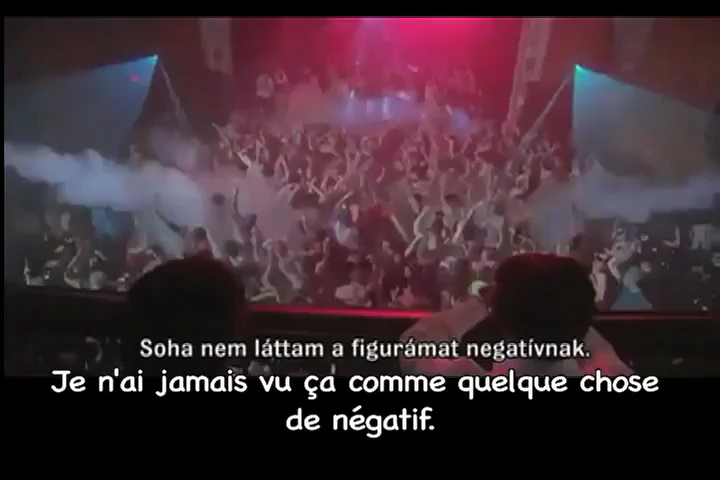 Soha nem láttam a figurámat negatívnak.
Je n'ai jamais vu ça comme quelque chose
de négatif.